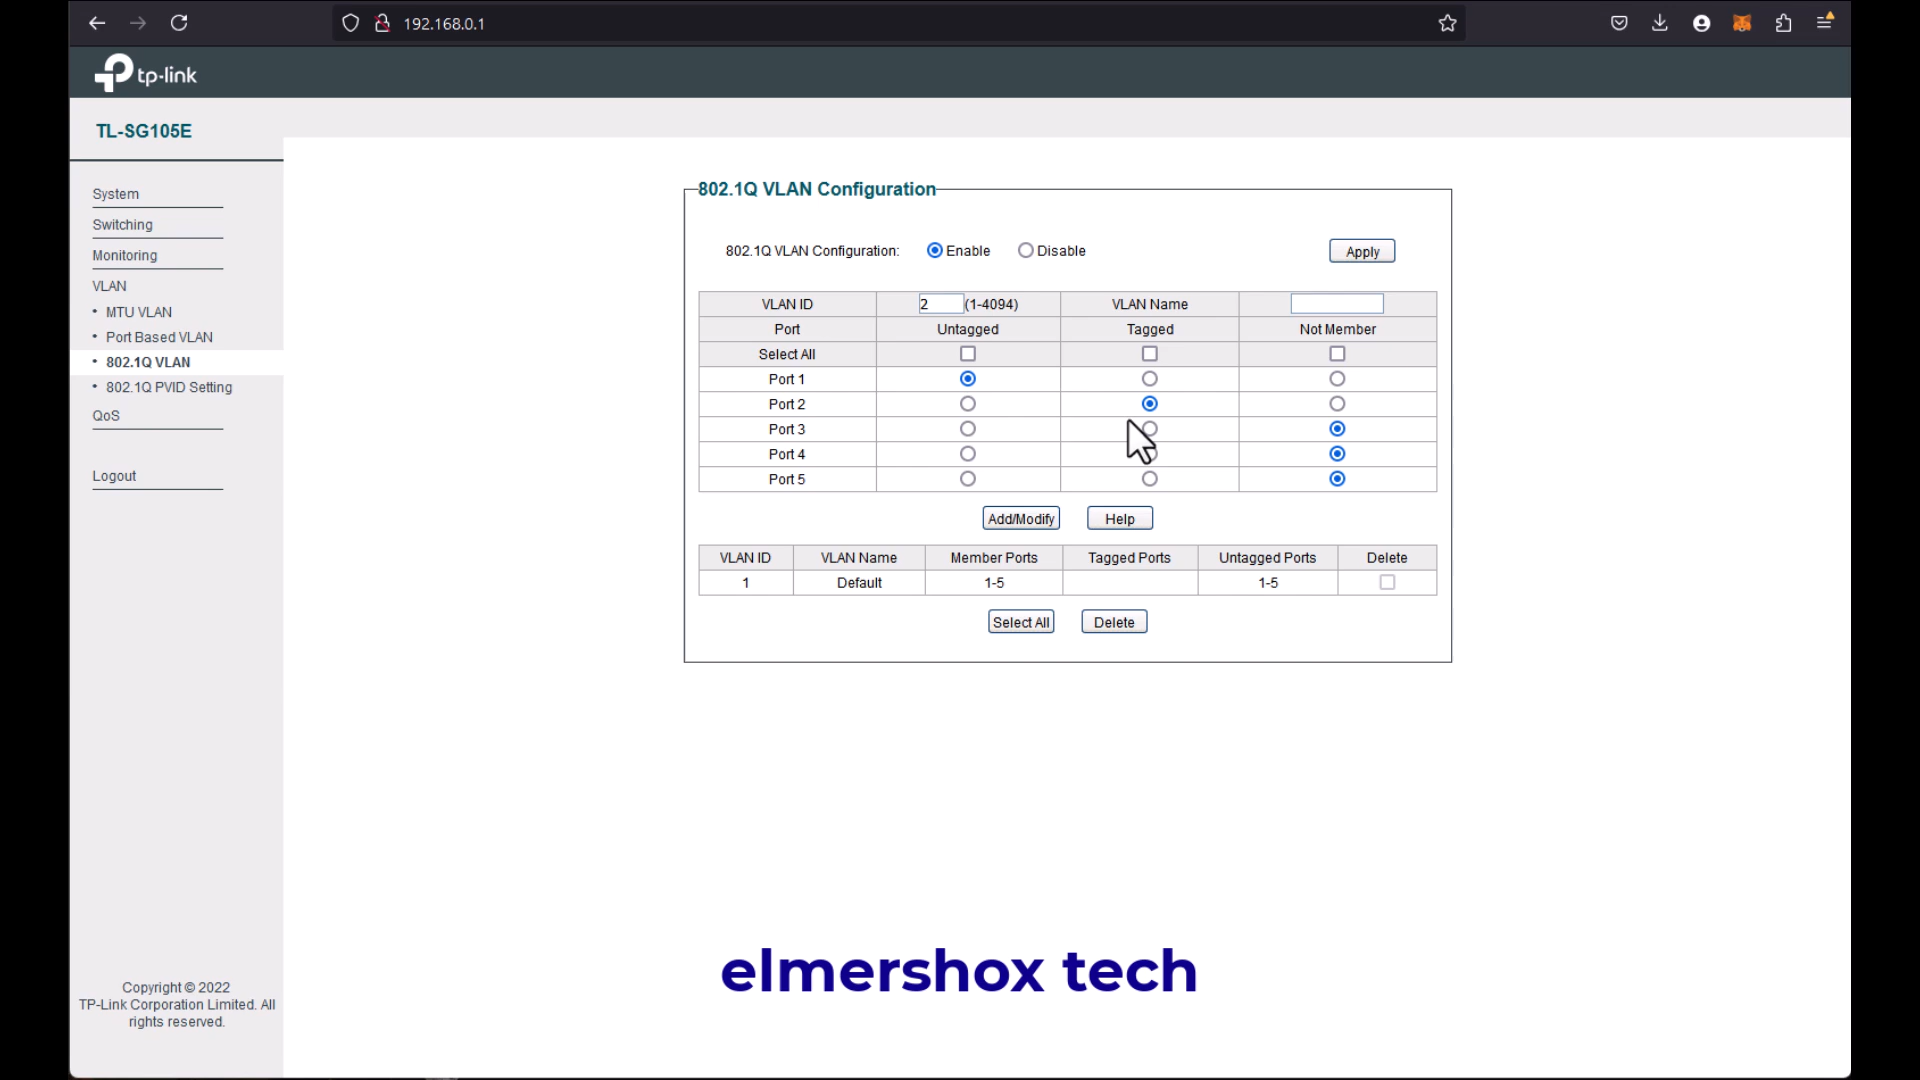 192.168.0.1
tp-link
TL-SG105E
System
Switching
Monitoring
VLAN
• MTU VLAN
• Port Based VLAN
• 802.1Q VLAN
• 802.1Q PVID Setting
QoS
Logout
802.1Q VLAN Configuration
802.1Q VLAN Configuration: Enable Disable Apply
VLAN ID 2 (1-4094) VLAN Name
Port Untagged Tagged Not Member
Select All
Port 1
Port 2
Port 3
Port 4
Port 5
Add/Modify Help
VLAN ID VLAN Name Member Ports Tagged Ports Untagged Ports Delete
1 Default 1-5 1-5
Select All Delete
elmershox tech
Copyright © 2022
TP-Link Corporation Limited. All
rights reserved.